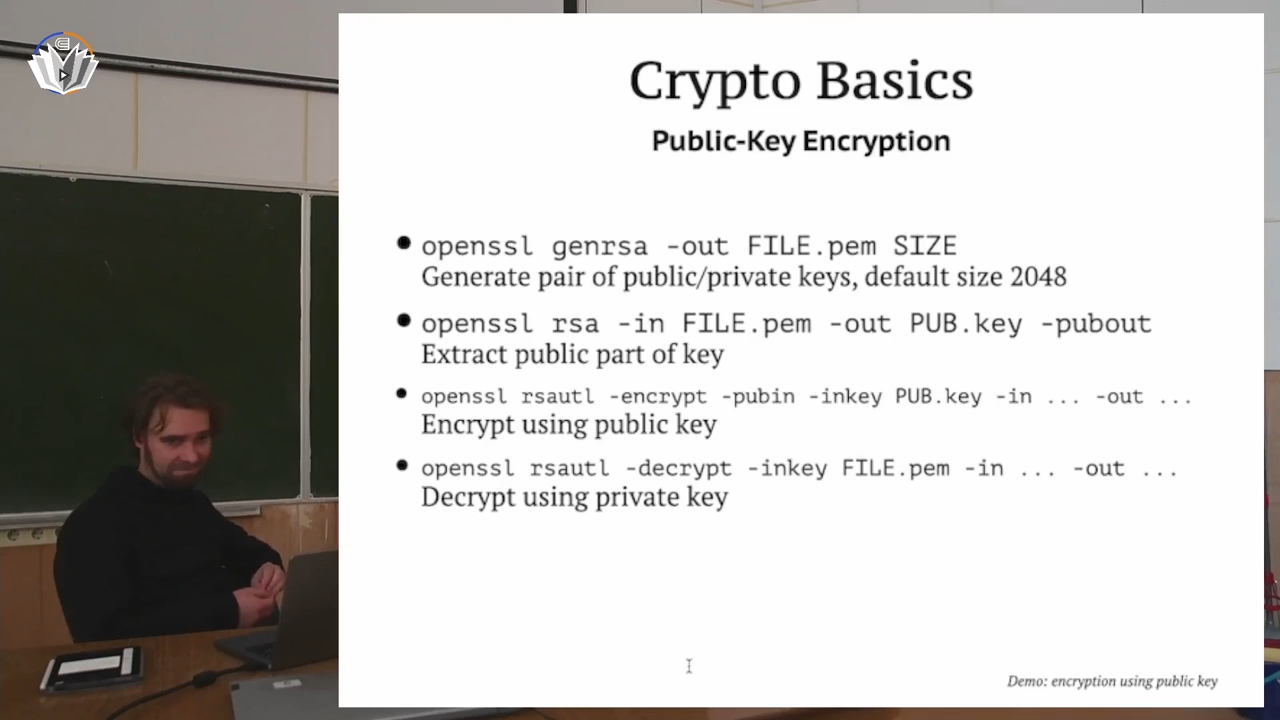 Crypto Basics
Public-Key Encryption
openssl genrsa -out FILE.pem SIZE
Generate pair of public/private keys, default size 2048
openssl rsa -in FILE.pem -out PUB.key -pubout
Extract public part of key
openssl rsautl -encrypt -pubin -inkey PUB.key -in ... -out ...
Encrypt using public key
openssl rsautl -decrypt -inkey FILE.pem -in ... -out ...
Decrypt using private key
Demo: encryption using public key